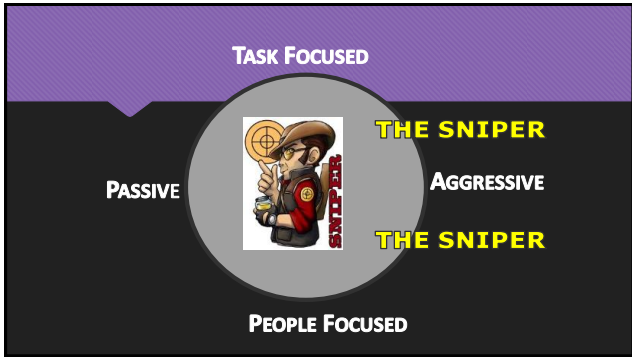 TASK FOCUSED
THE SNIPER
SNIPER
PASSIVE
AGGRESSIVE
THE SNIPER
PEOPLE FOCUSED